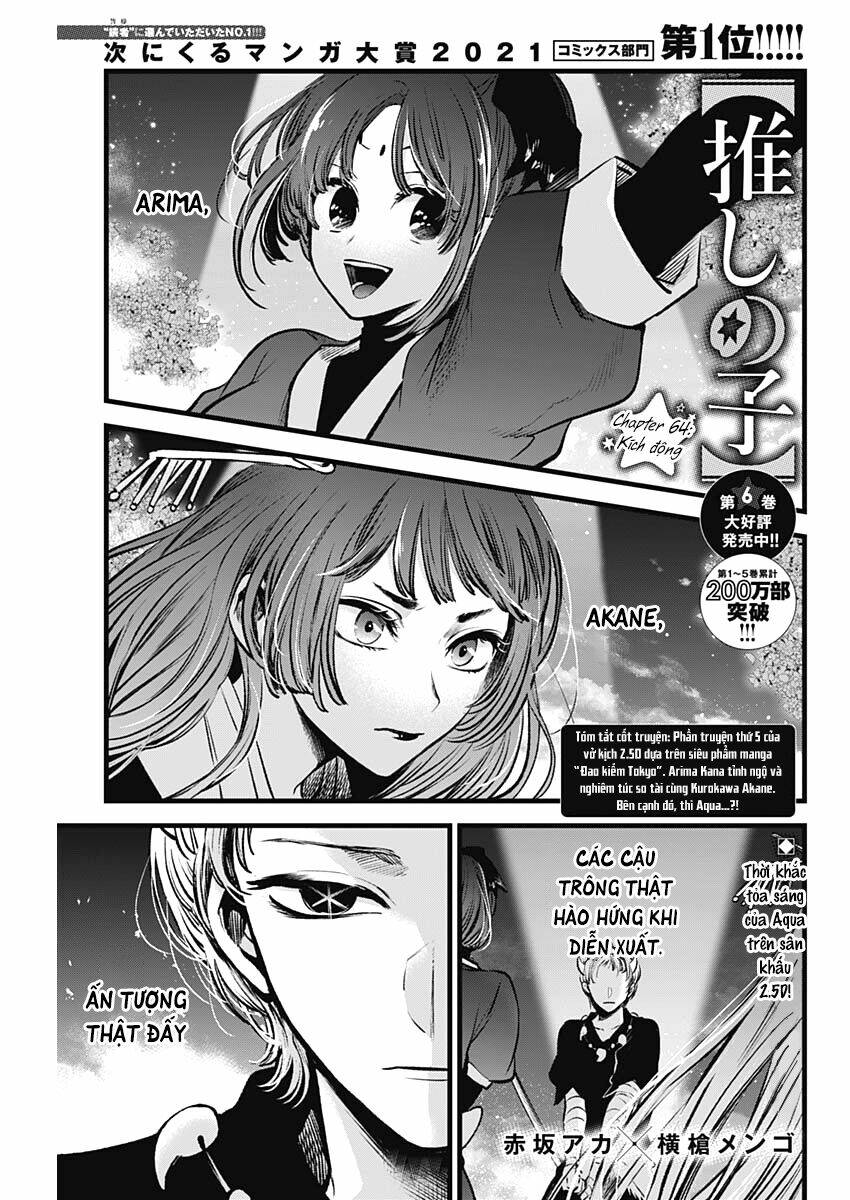 “読者”に選んでいただいたNO.1!!!
次にくるマンガ大賞2021 コミックス部門 第1位!!!!!
【推しの子】
ARIMA,
Chapter 64:
Kích động
第6巻
大好評
発売中!!
第1~5巻累計
200万部
突破
!!!
AKANE,
Tóm tắt cốt truyện: Phần truyện thứ 5 của
vở kịch 2.5D dựa trên siêu phẩm manga
“Đao kiếm Tokyo”. Arima Kana tỉnh ngộ và
nghiêm túc so tài cùng Kurokawa Akane.
Bên cạnh đó, thì Aqua...?!
CÁC CẬU
TRÔNG THẬT
HÀO HỨNG KHI
DIỄN XUẤT.
Thời khắc
tỏa sáng
của Aqua
trên sân
khấu
2.5D!
ẤN TƯỢNG
THẬT ĐẤY
赤坂アカ×横槍メンゴ